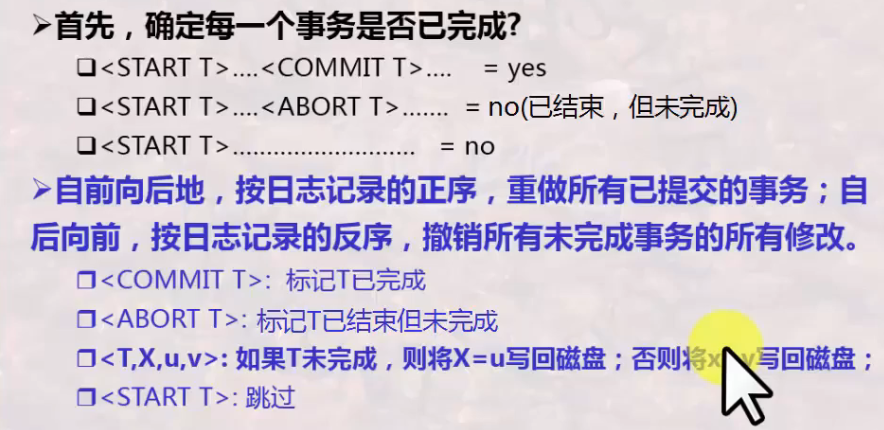 ➢首先，确定每一个事务是否已完成?
❑<START T>....<COMMIT T>.... = yes
❑<START T>....<ABORT T>....... = no(已结束，但未完成)
❑<START T>........................... = no
➢自前向后地，按日志记录的正序，重做所有已提交的事务；自
后向前，按日志记录的反序，撤销所有未完成事务的所有修改。
❑<COMMIT T>: 标记T已完成
❑<ABORT T>: 标记T已结束但未完成
❑<T,X,u,v>: 如果T未完成，则将X=u写回磁盘；否则将x v写回磁盘；
❑<START T>: 跳过